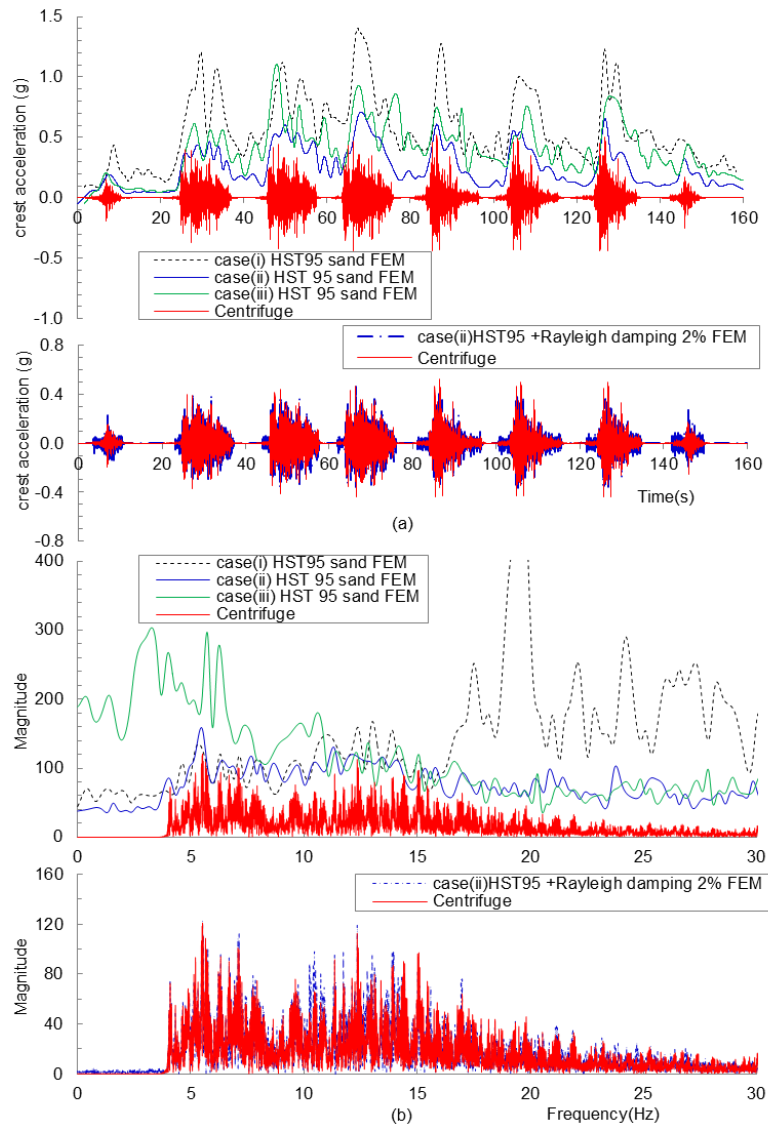 crest acceleration (g)
1.5
1.0
0.5
0.0
-0.5
-1.0
0 20 40 60 80 100 120 140 160
case(i) HST95 sand FEM
case(ii) HST 95 sand FEM
case(iii) HST 95 sand FEM
Centrifuge
case(ii)HST95 +Rayleigh damping 2% FEM
Centrifuge
crest acceleration (g)
0.8
0.4
0.0
-0.4
-0.8
0 20 40 60 80 100 120 140 160
Time(s)
(a)
case(i) HST95 sand FEM
case(ii) HST 95 sand FEM
case(iii) HST 95 sand FEM
Centrifuge
Magnitude
400
300
200
100
0
0 5 10 15 20 25 30
case(ii)HST95 +Rayleigh damping 2% FEM
Centrifuge
Magnitude
160
120
80
40
0
0 5 10 15 20 25 30
(b)
Frequency(Hz)